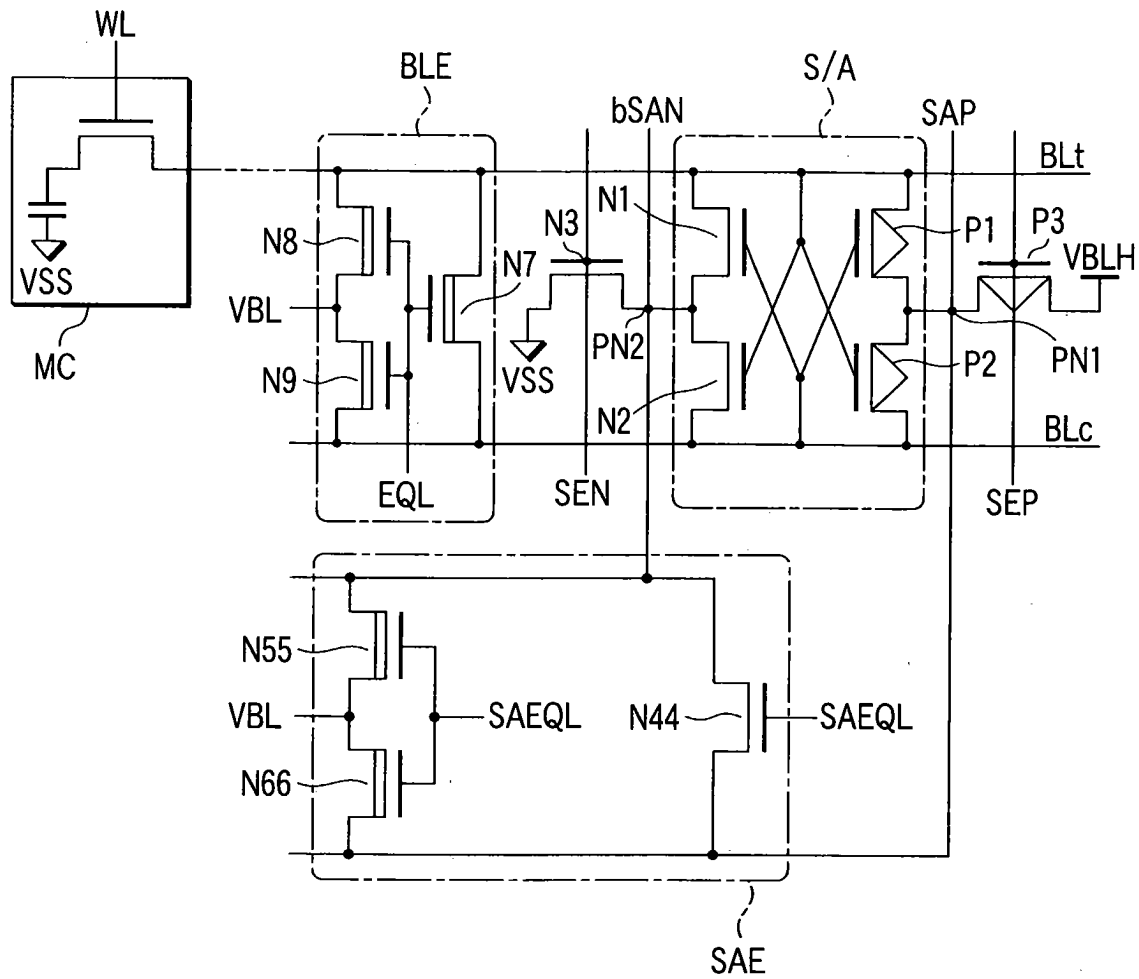 WL
BLE
S/A
bSAN
SAP
BLt
N1
P1
N3
P3
N8
N7
VBLH
VSS
VBL
PN2
PN1
MC
N9
VSS
P2
N2
BLc
EQL
SEN
SEP
N55
VBL
SAEQL
N44
SAEQL
N66
SAE